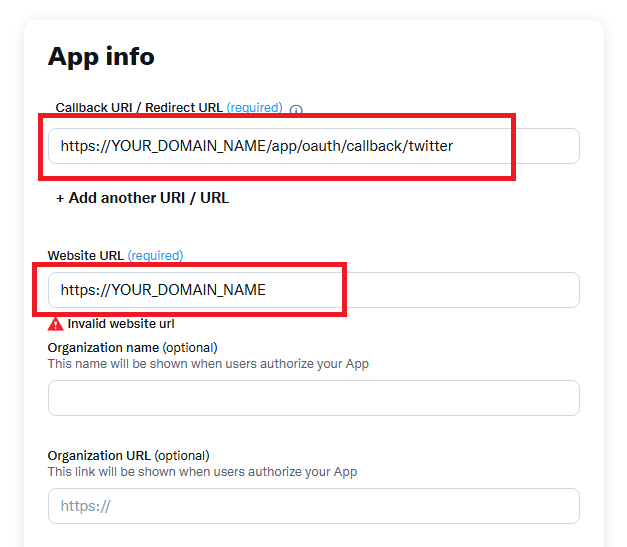 App info
Callback URI / Redirect URL (required)
https://YOUR_DOMAIN_NAME/app/oauth/callback/twitter
+ Add another URI / URL
Website URL (required)
https://YOUR_DOMAIN_NAME
Invalid website url
Organization name (optional)
This name will be shown when users authorize your App
Organization URL (optional)
This link will be shown when users authorize your App
https://